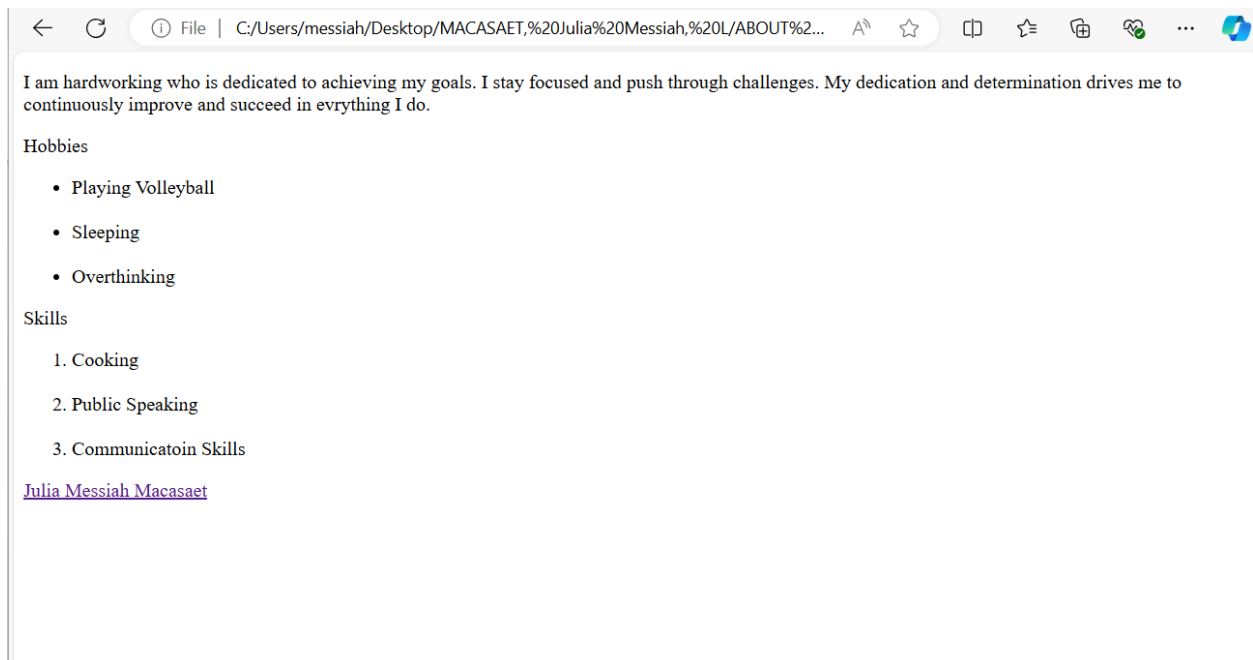 File | C:/Users/messiah/Desktop/MACASAET,%20Julia%20Messiah,%20L/ABOUT%2...
I am hardworking who is dedicated to achieving my goals. I stay focused and push through challenges. My dedication and determination drives me to
continuously improve and succeed in evrything I do.
Hobbies
• Playing Volleyball
• Sleeping
• Overthinking
Skills
1. Cooking
2. Public Speaking
3. Communicatoin Skills
Julia Messiah Macasaet